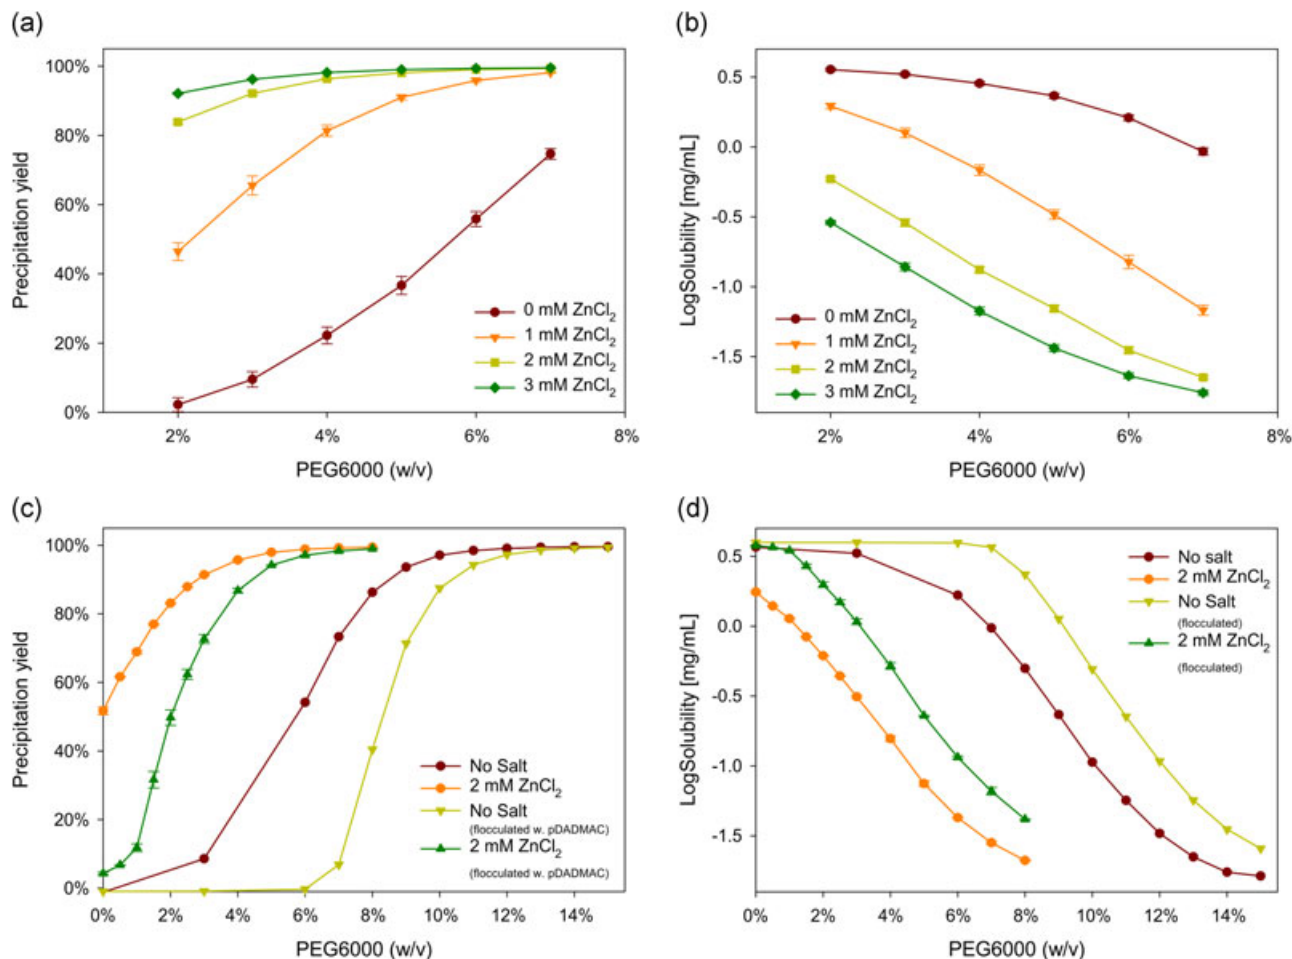 (a)
100%
80%
60%
40%
20%
0%
Precipitation yield
0 mM ZnCl2
1 mM ZnCl2
2 mM ZnCl2
3 mM ZnCl2
2%
4%
6%
8%
PEG6000 (w/v)
(b)
0.5
0.0
-0.5
-1.0
-1.5
LogSolubility [mg/mL]
0 mM ZnCl2
1 mM ZnCl2
2 mM ZnCl2
3 mM ZnCl2
2%
4%
6%
8%
PEG6000 (w/v)
(c)
100%
80%
60%
40%
20%
0%
Precipitation yield
No Salt
2 mM ZnCl2
No Salt
(flocculated w. pDADMAC)
2 mM ZnCl2
(flocculated w. pDADMAC)
0%
2%
4%
6%
8%
10%
12%
14%
PEG6000 (w/v)
(d)
0.5
0.0
-0.5
-1.0
-1.5
LogSolubility [mg/mL]
No salt
2 mM ZnCl2
No Salt
(flocculated)
2 mM ZnCl2
(flocculated)
0%
2%
4%
6%
8%
10%
12%
14%
PEG6000 (w/v)